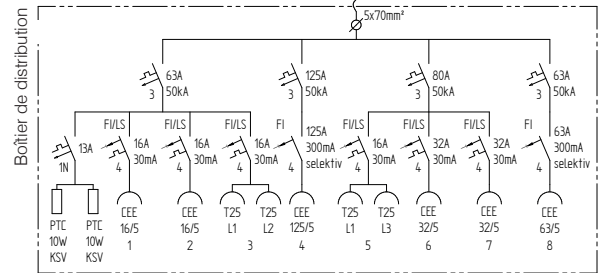 5x70mm²
Boîtier de distribution
63A 125A 80A 63A
3 50kA 3 50kA 3 50kA 3 50kA
FI/LS FI/LS FI/LS FI FI/LS FI/LS FI/LS FI
13A 16A 16A 16A 125A 16A 32A 32A 63A
30mA 30mA 30mA 300mA 30mA 30mA 30mA 300mA
1N 4 4 4 4 selektiv 4 4 4 4 selektiv
PTC PTC CEE CEE T25 T25 CEE T25 T25 CEE CEE CEE
10W 10W 16/5 16/5 L1 L2 125/5 L1 L3 32/5 32/5 63/5
KSV KSV 1 2 3 4 5 6 7 8